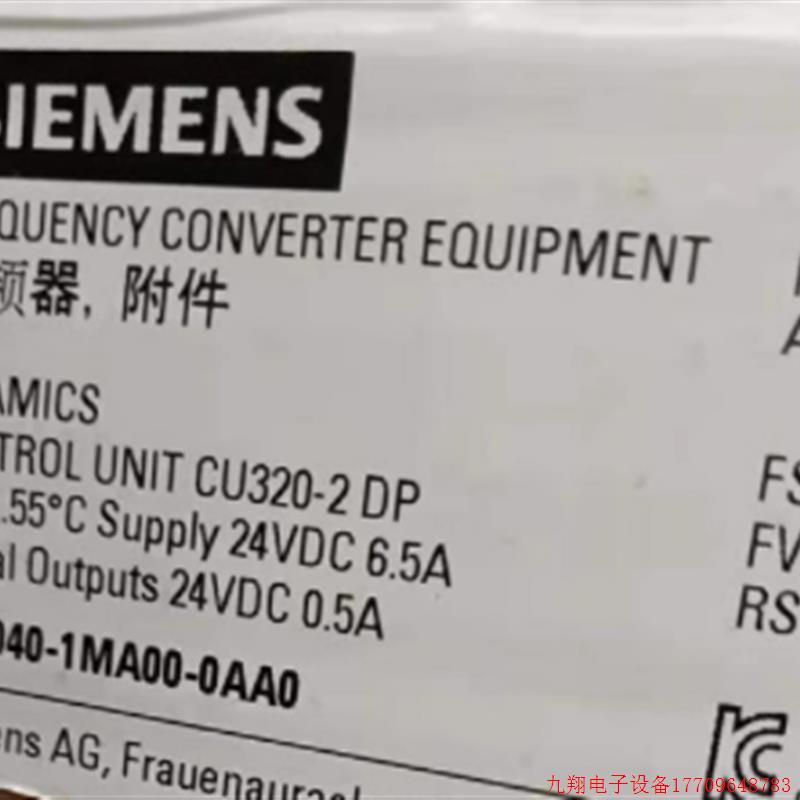 SIEMENS
QUENCY CONVERTER EQUIPMENT
频器, 附件
AMICS
TROL UNIT CU320-2 DP
.55°C Supply 24VDC 6.5A
al Outputs 24VDC 0.5A
040-1MA00-0AA0
ens AG, Frauenaurac
FS
FV
RS
九翔电子设备17709648783